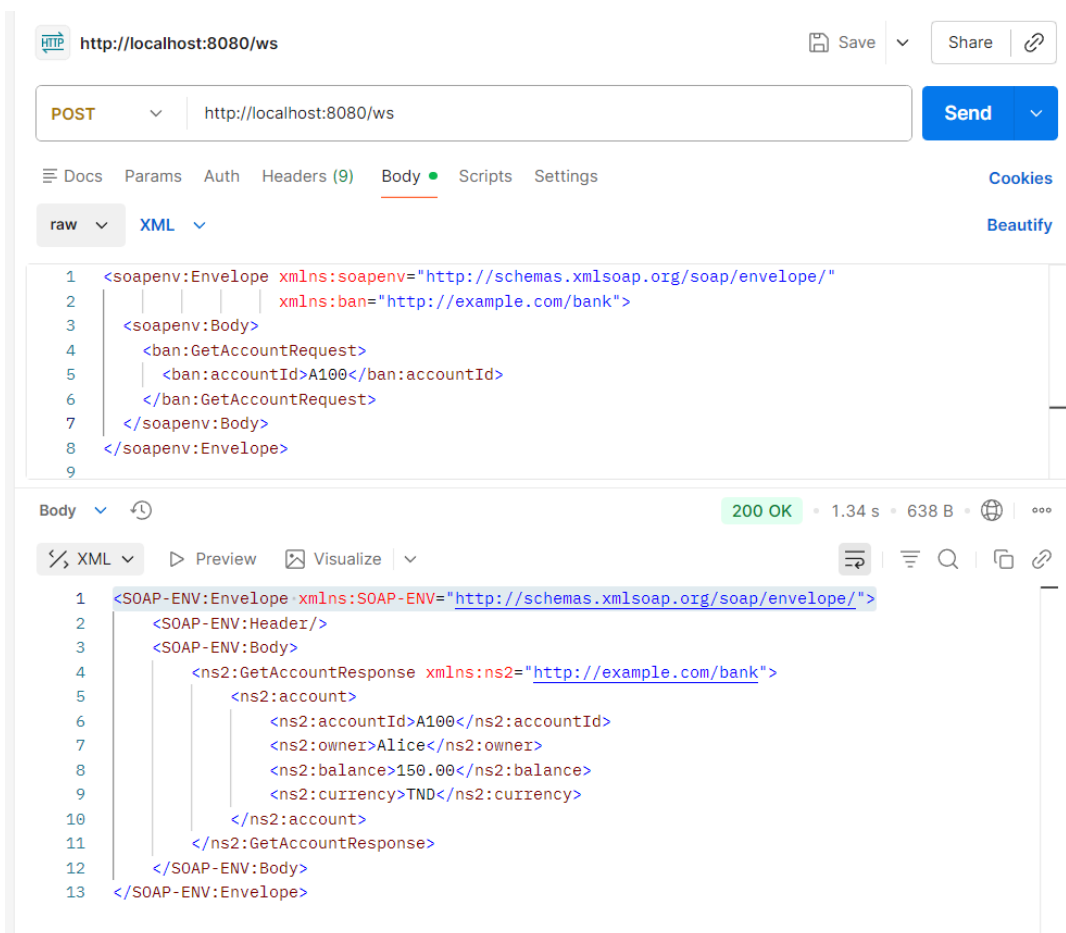 HTTP http://localhost:8080/ws Save Share
POST http://localhost:8080/ws Send
Docs Params Auth Headers (9) Body Scripts Settings Cookies
raw XML Beautify
1 <soapenv:Envelope xmlns:soapenv="http://schemas.xmlsoap.org/soap/envelope/"
2 xmlns:ban="http://example.com/bank">
3 <soapenv:Body>
4 <ban:GetAccountRequest>
5 <ban:accountId>A100</ban:accountId>
6 </ban:GetAccountRequest>
7 </soapenv:Body>
8 </soapenv:Envelope>
9
Body 200 OK • 1.34 s • 638 B •
XML Preview Visualize
1 <SOAP-ENV:Envelope xmlns:SOAP-ENV="http://schemas.xmlsoap.org/soap/envelope/">
2 <SOAP-ENV:Header/>
3 <SOAP-ENV:Body>
4 <ns2:GetAccountResponse xmlns:ns2="http://example.com/bank">
5 <ns2:account>
6 <ns2:accountId>A100</ns2:accountId>
7 <ns2:owner>Alice</ns2:owner>
8 <ns2:balance>150.00</ns2:balance>
9 <ns2:currency>TND</ns2:currency>
10 </ns2:account>
11 </ns2:GetAccountResponse>
12 </SOAP-ENV:Body>
13 </SOAP-ENV:Envelope>